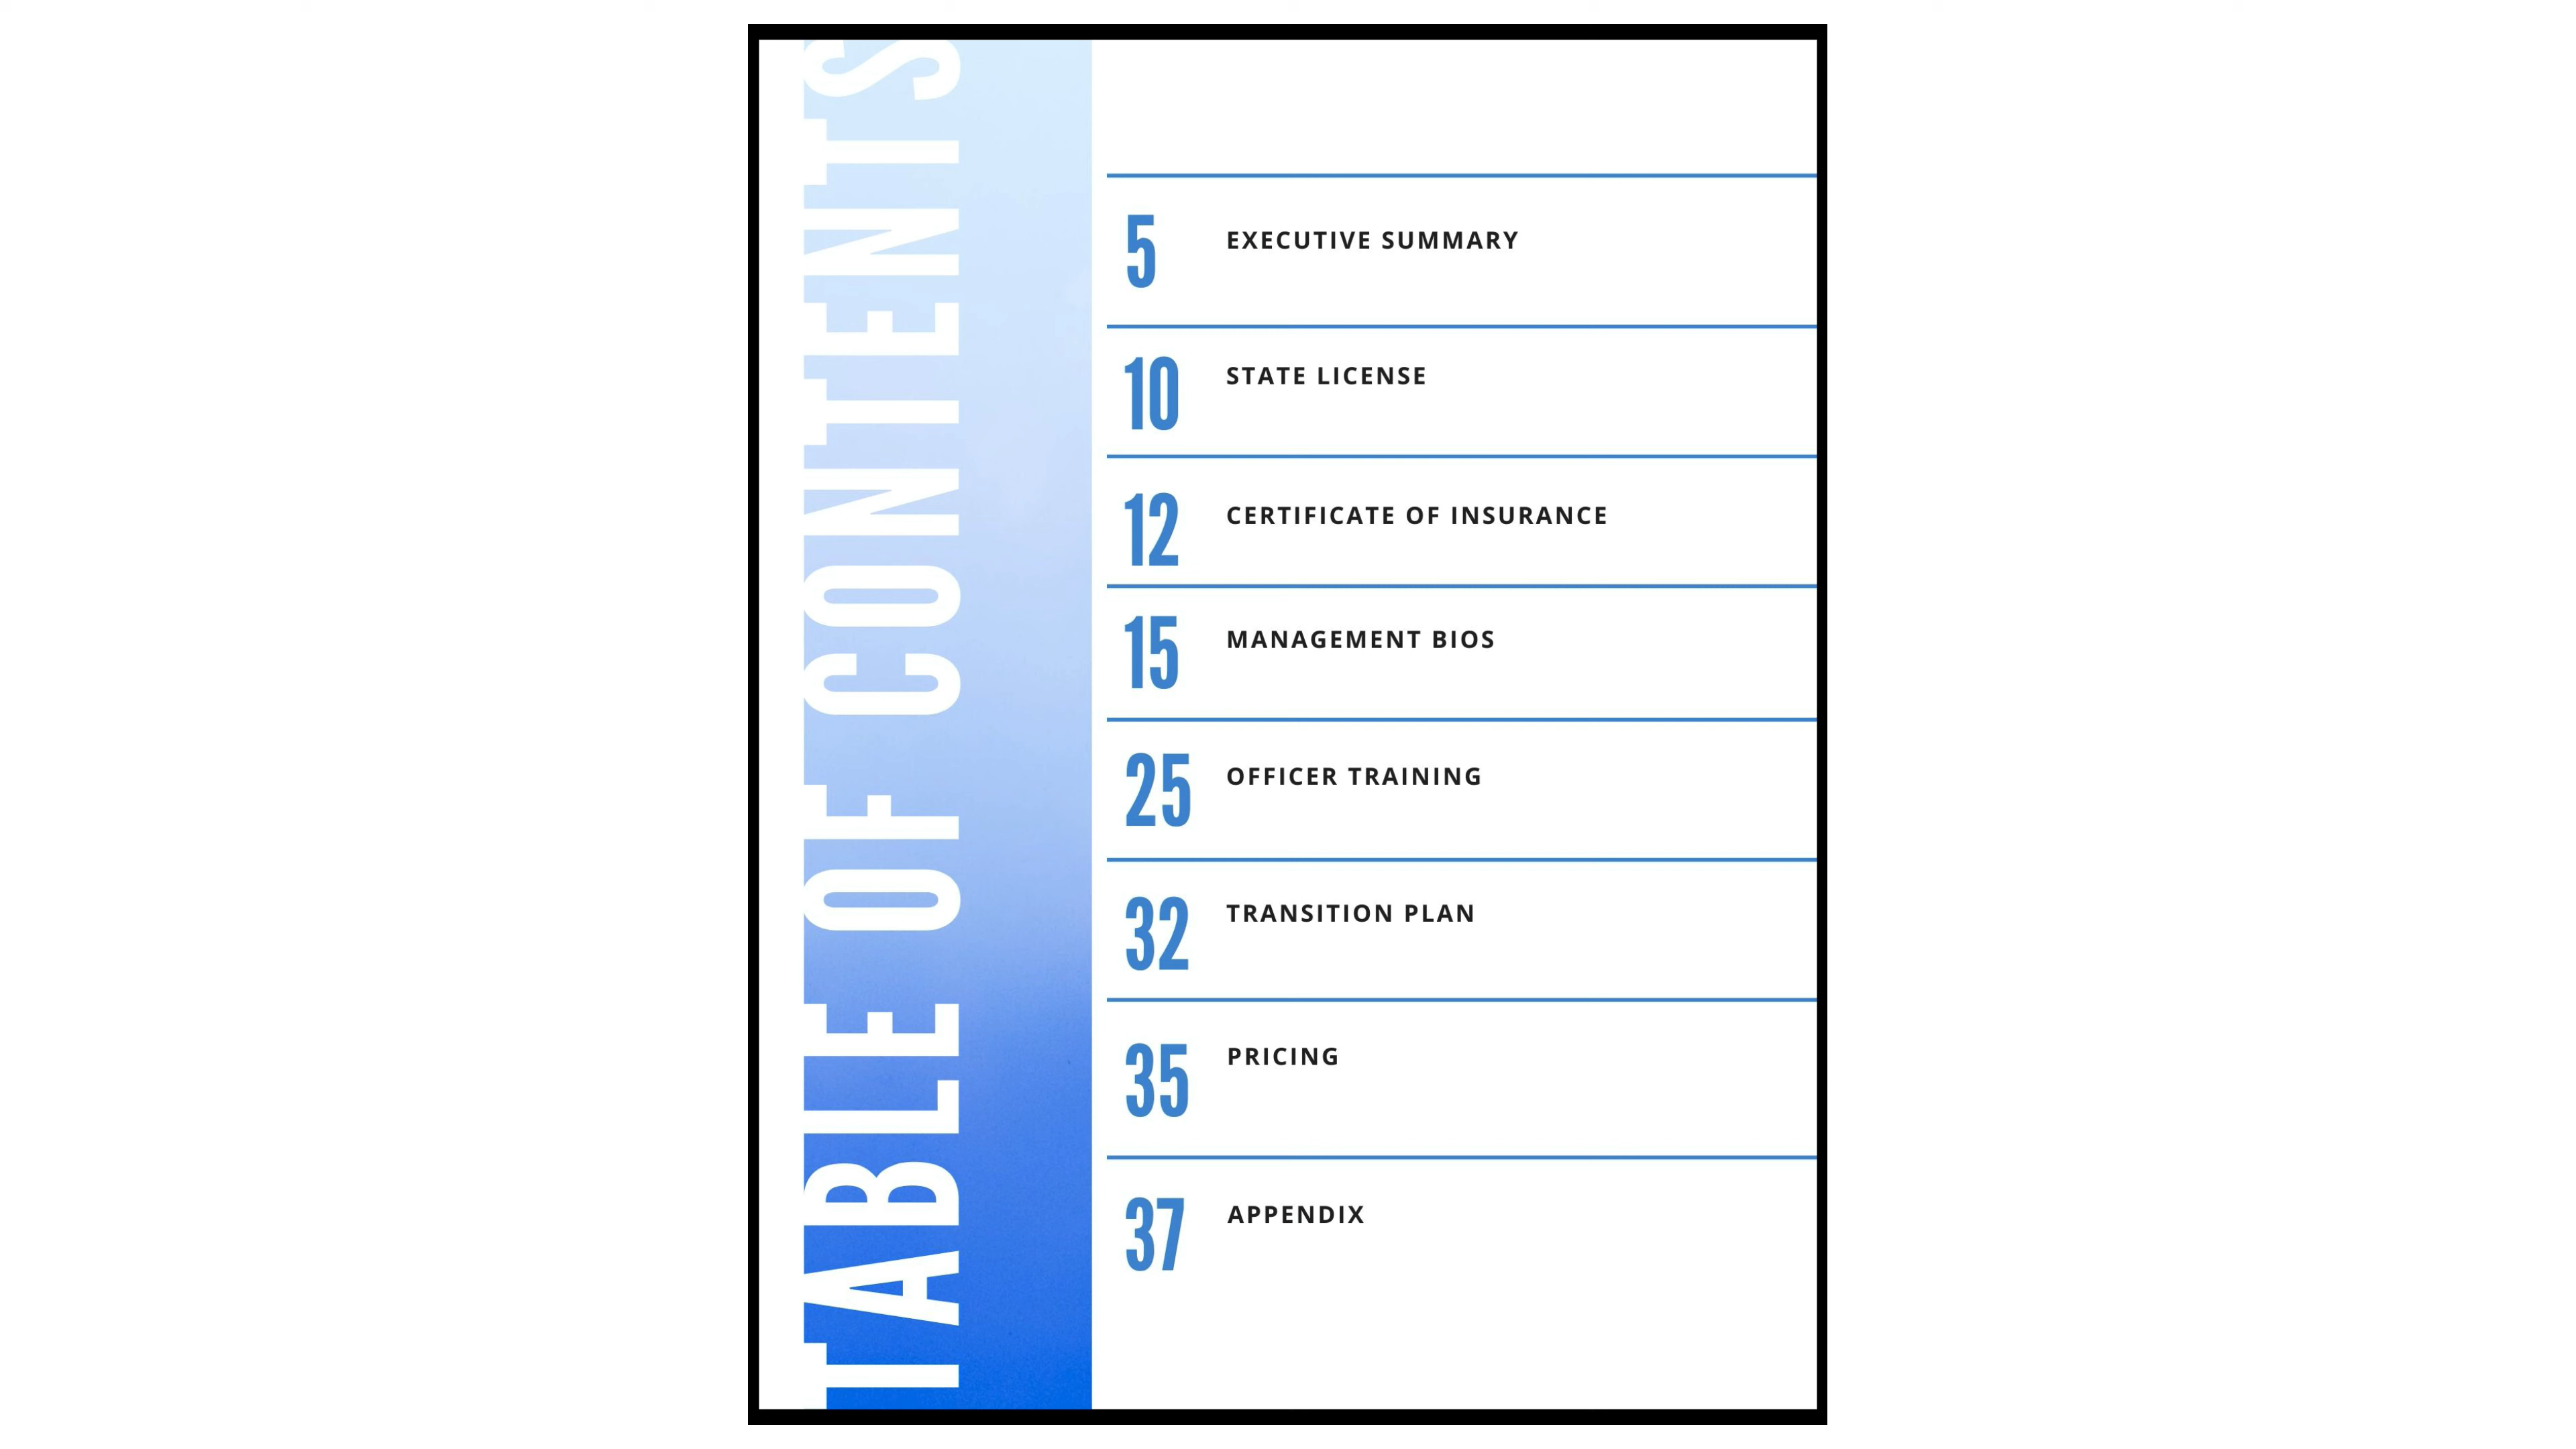 TABLE OF CONTENTS
5 EXECUTIVE SUMMARY
10 STATE LICENSE
12 CERTIFICATE OF INSURANCE
15 MANAGEMENT BIOS
25 OFFICER TRAINING
32 TRANSITION PLAN
35 PRICING
37 APPENDIX